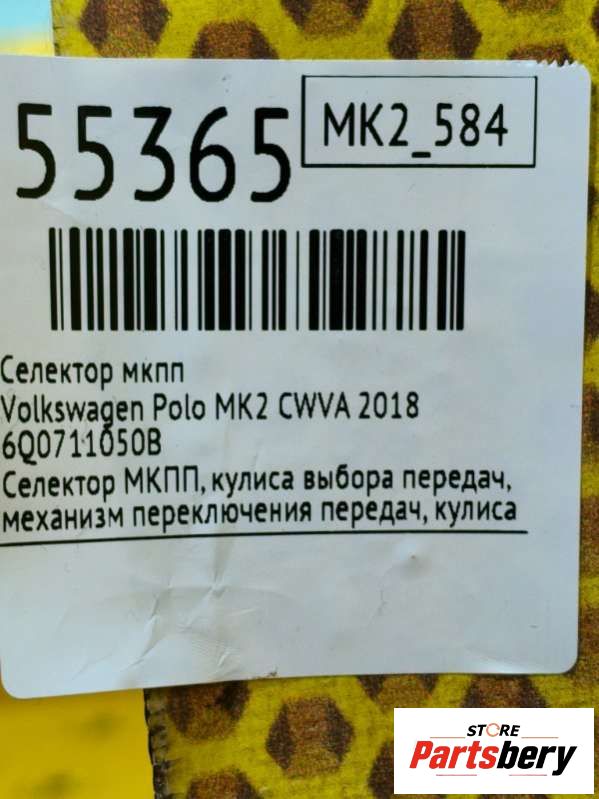 55365
MK2_584
Селектор мкпп
Volkswagen Polo MK2 CWVA 2018
6Q0711050B
Селектор МКПП, кулиса выбора передач,
механизм переключения передач, кулиса
STORE
Partsbery